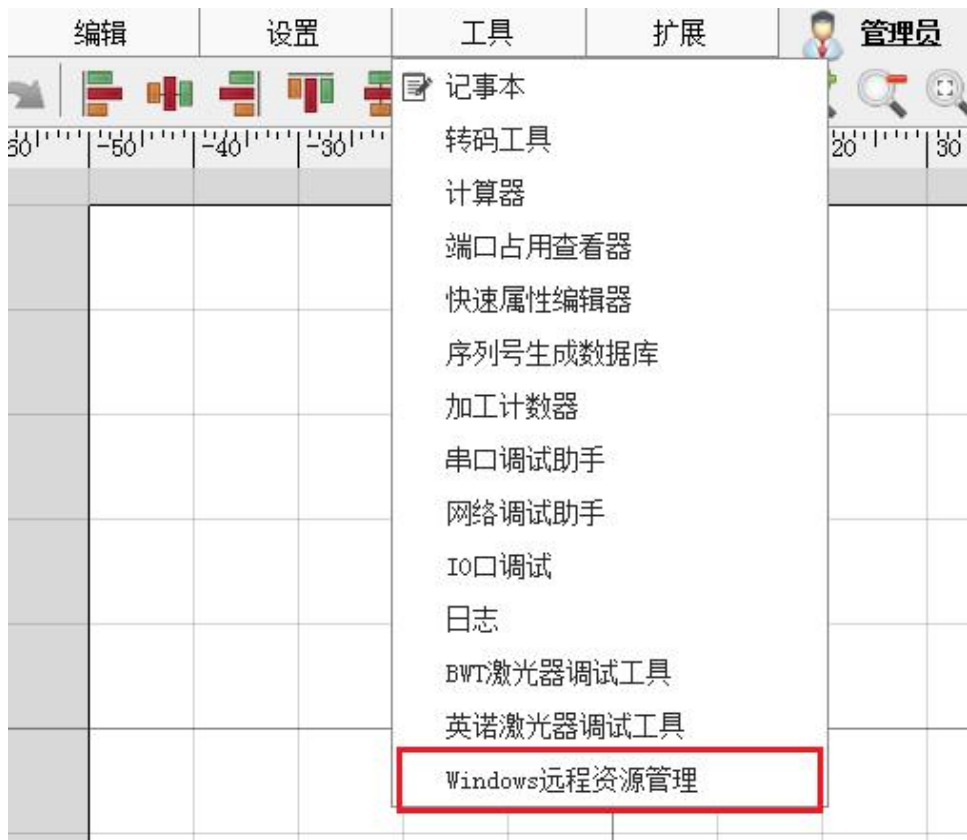 编辑 设置 工具 扩展 管理员
记事本
-50 -40 -30 20 30
转码工具
计算器
端口占用查看器
快速属性编辑器
序列号生成数据库
加工计数器
串口调试助手
网络调试助手
IO口调试
日志
BWT激光器调试工具
英诺激光器调试工具
Windows远程资源管理